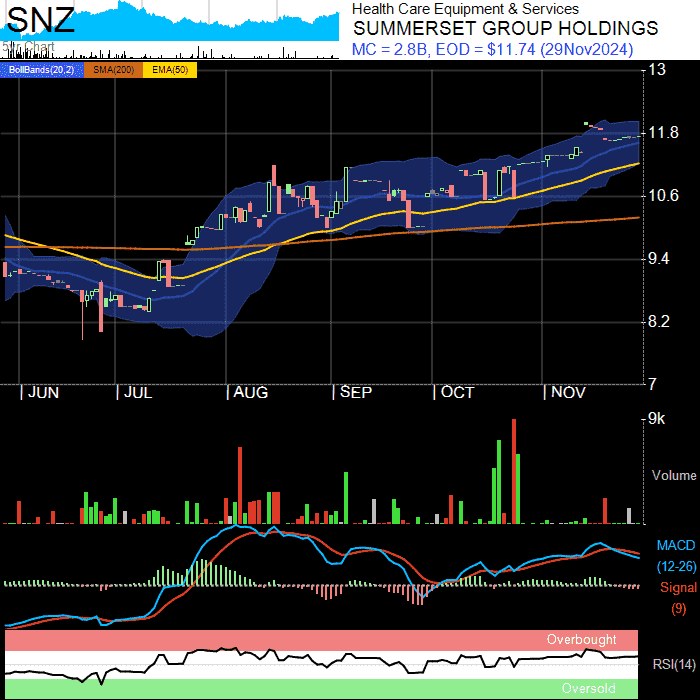 SNZ
5yr Chart
Health Care Equipment & Services
SUMMERSET GROUP HOLDINGS
MC = 2.8B, EOD = $11.74 (29Nov2024)
BollBands(20,2) SMA(200) EMA(50)
13
11.8
10.6
9.4
8.2
7
JUN JUL AUG SEP OCT NOV
9k
Volume
MACD
(12-26)
Signal
(9)
Overbought
RSI(14)
Oversold